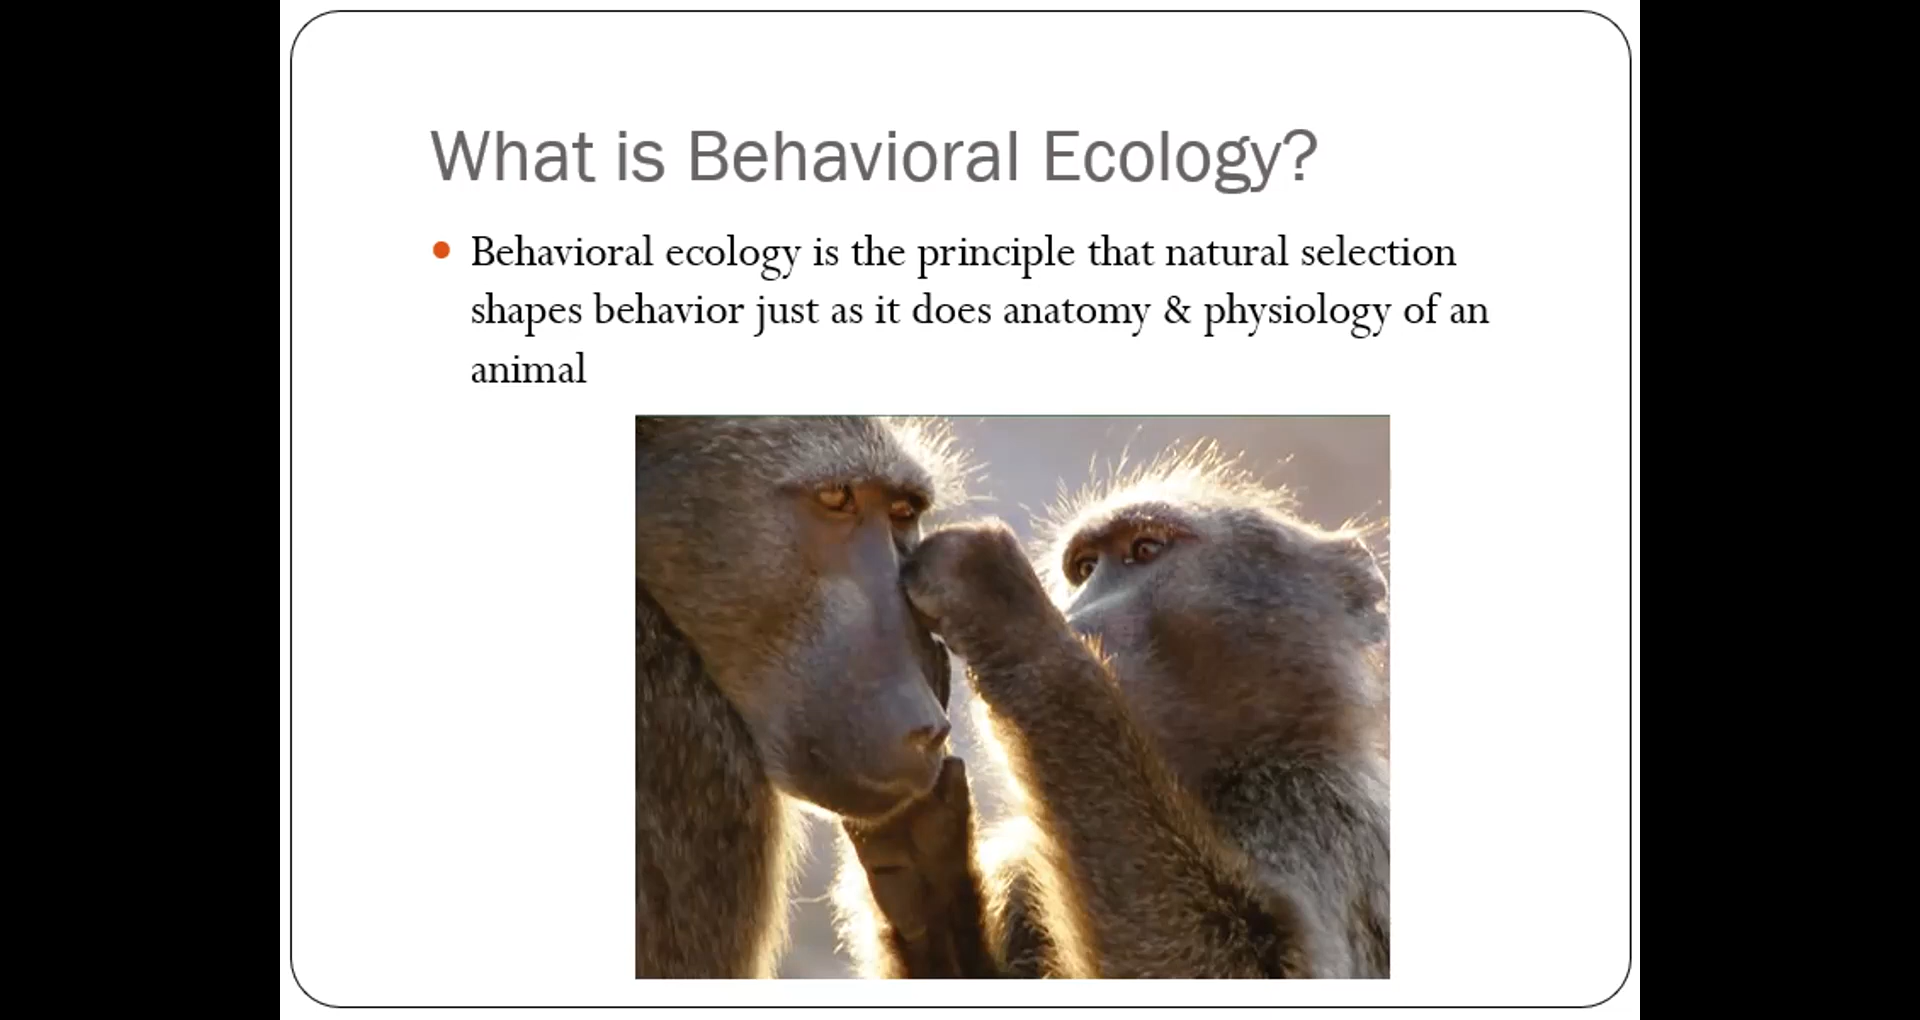 What is Behavioral Ecology?
Behavioral ecology is the principle that natural selection
shapes behavior just as it does anatomy & physiology of an
animal